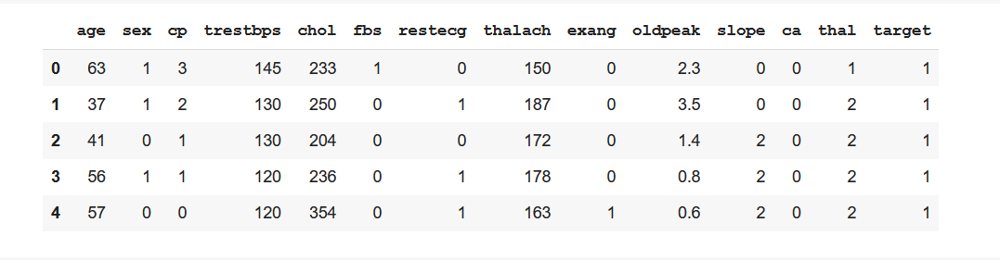 age sex cp trestbps chol fbs restecg thalach exang oldpeak slope ca thal target
0 63 1 3 145 233 1 0 150 0 2.3 0 0 1 1
1 37 1 2 130 250 0 1 187 0 3.5 0 0 2 1
2 41 0 1 130 204 0 0 172 0 1.4 2 0 2 1
3 56 1 1 120 236 0 1 178 0 0.8 2 0 2 1
4 57 0 0 120 354 0 1 163 1 0.6 2 0 2 1